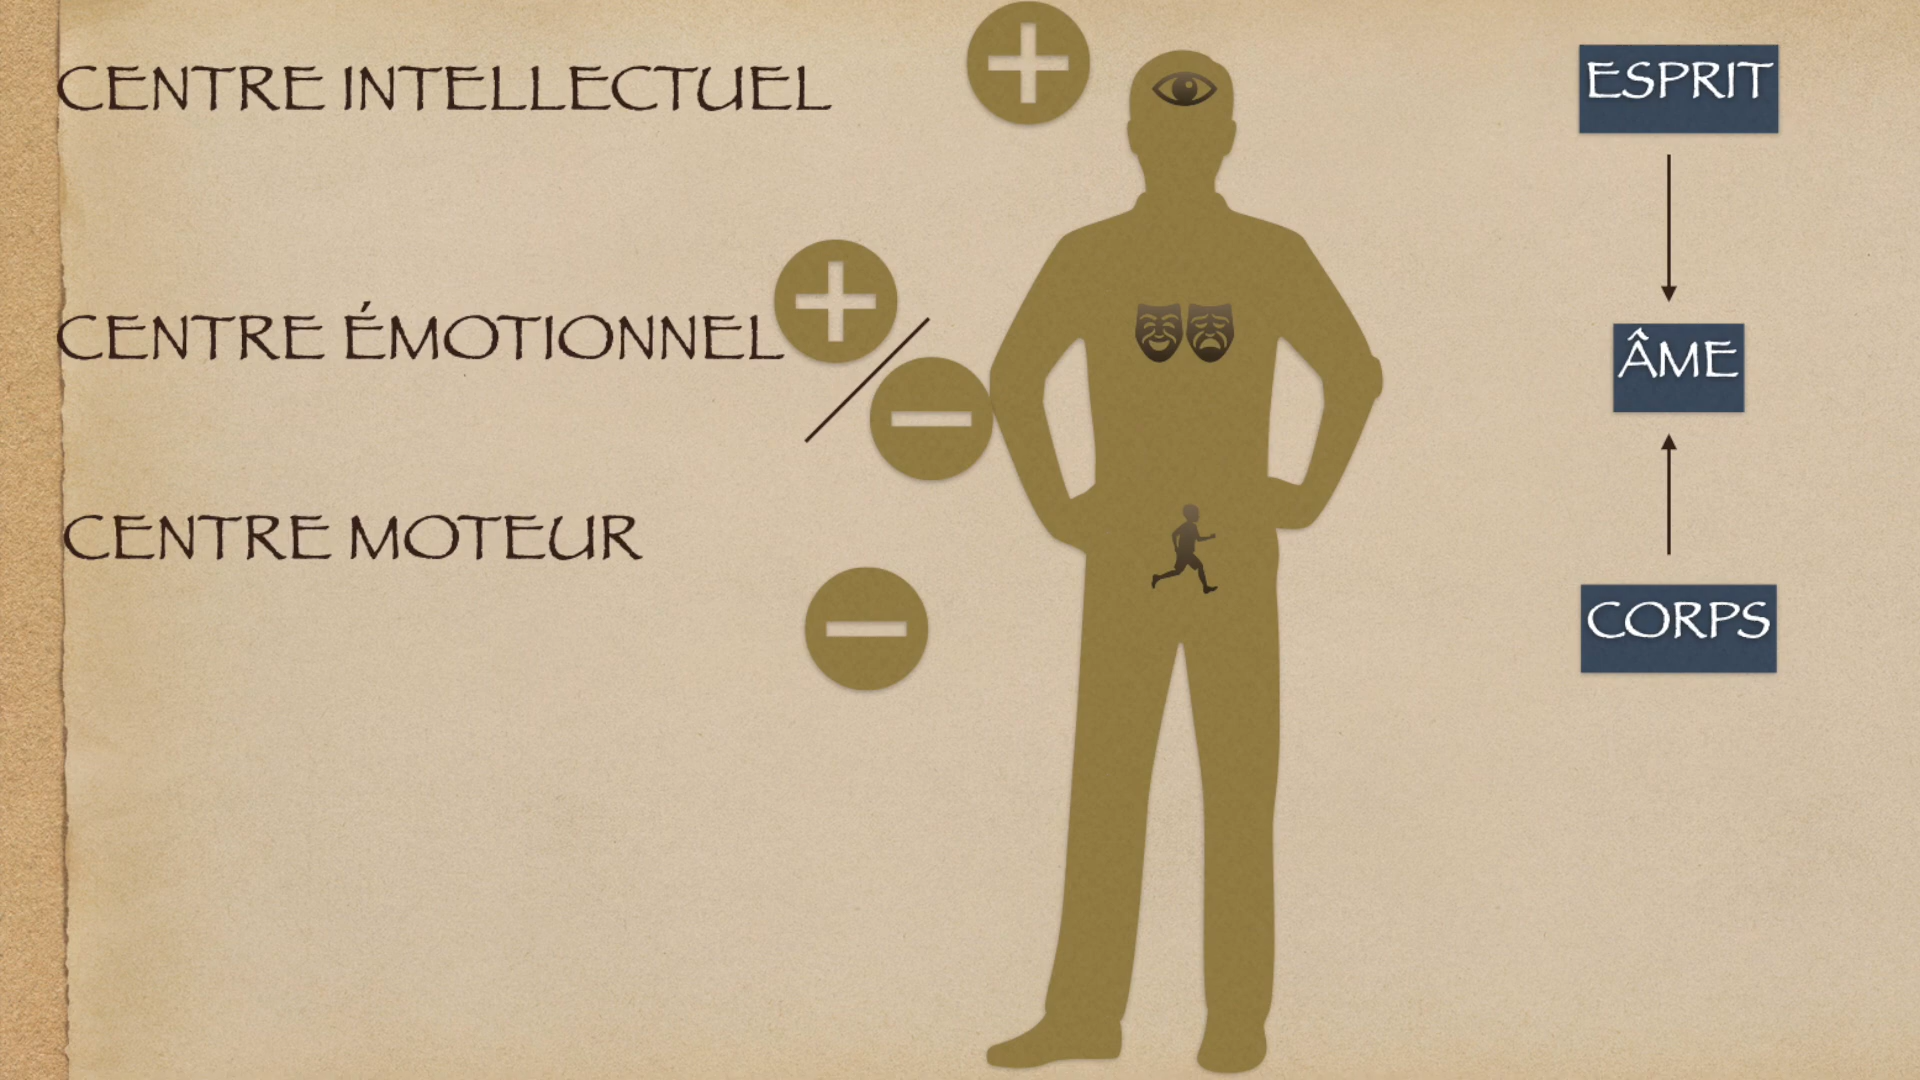 CENTRE INTELLECTUEL
ESPRIT
CENTRE ÉMOTIONNEL
ÂME
CENTRE MOTEUR
CORPS